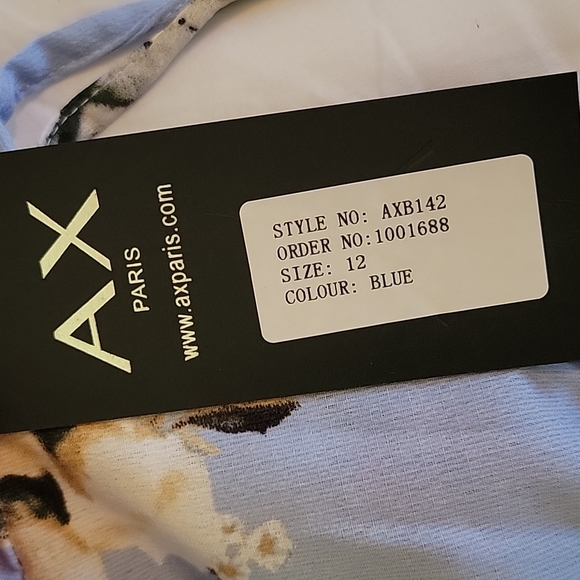 AX
PARIS
www.axparis.com
STYLE NO: AXB142
ORDER NO:1001688
SIZE: 12
COLOUR: BLUE